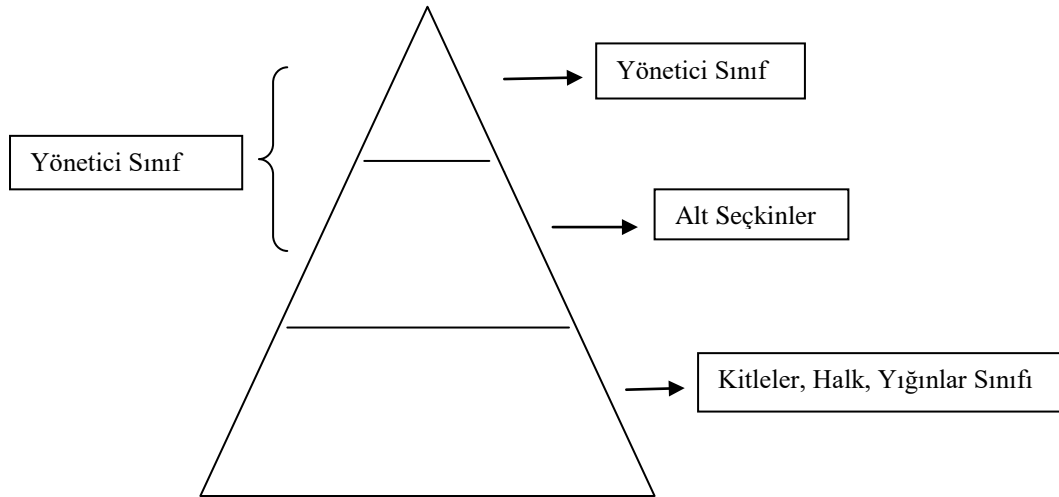 Yönetici Sınıf
Yönetici Sınıf
Alt Seçkinler
Kitleler, Halk, Yığınlar Sınıfı